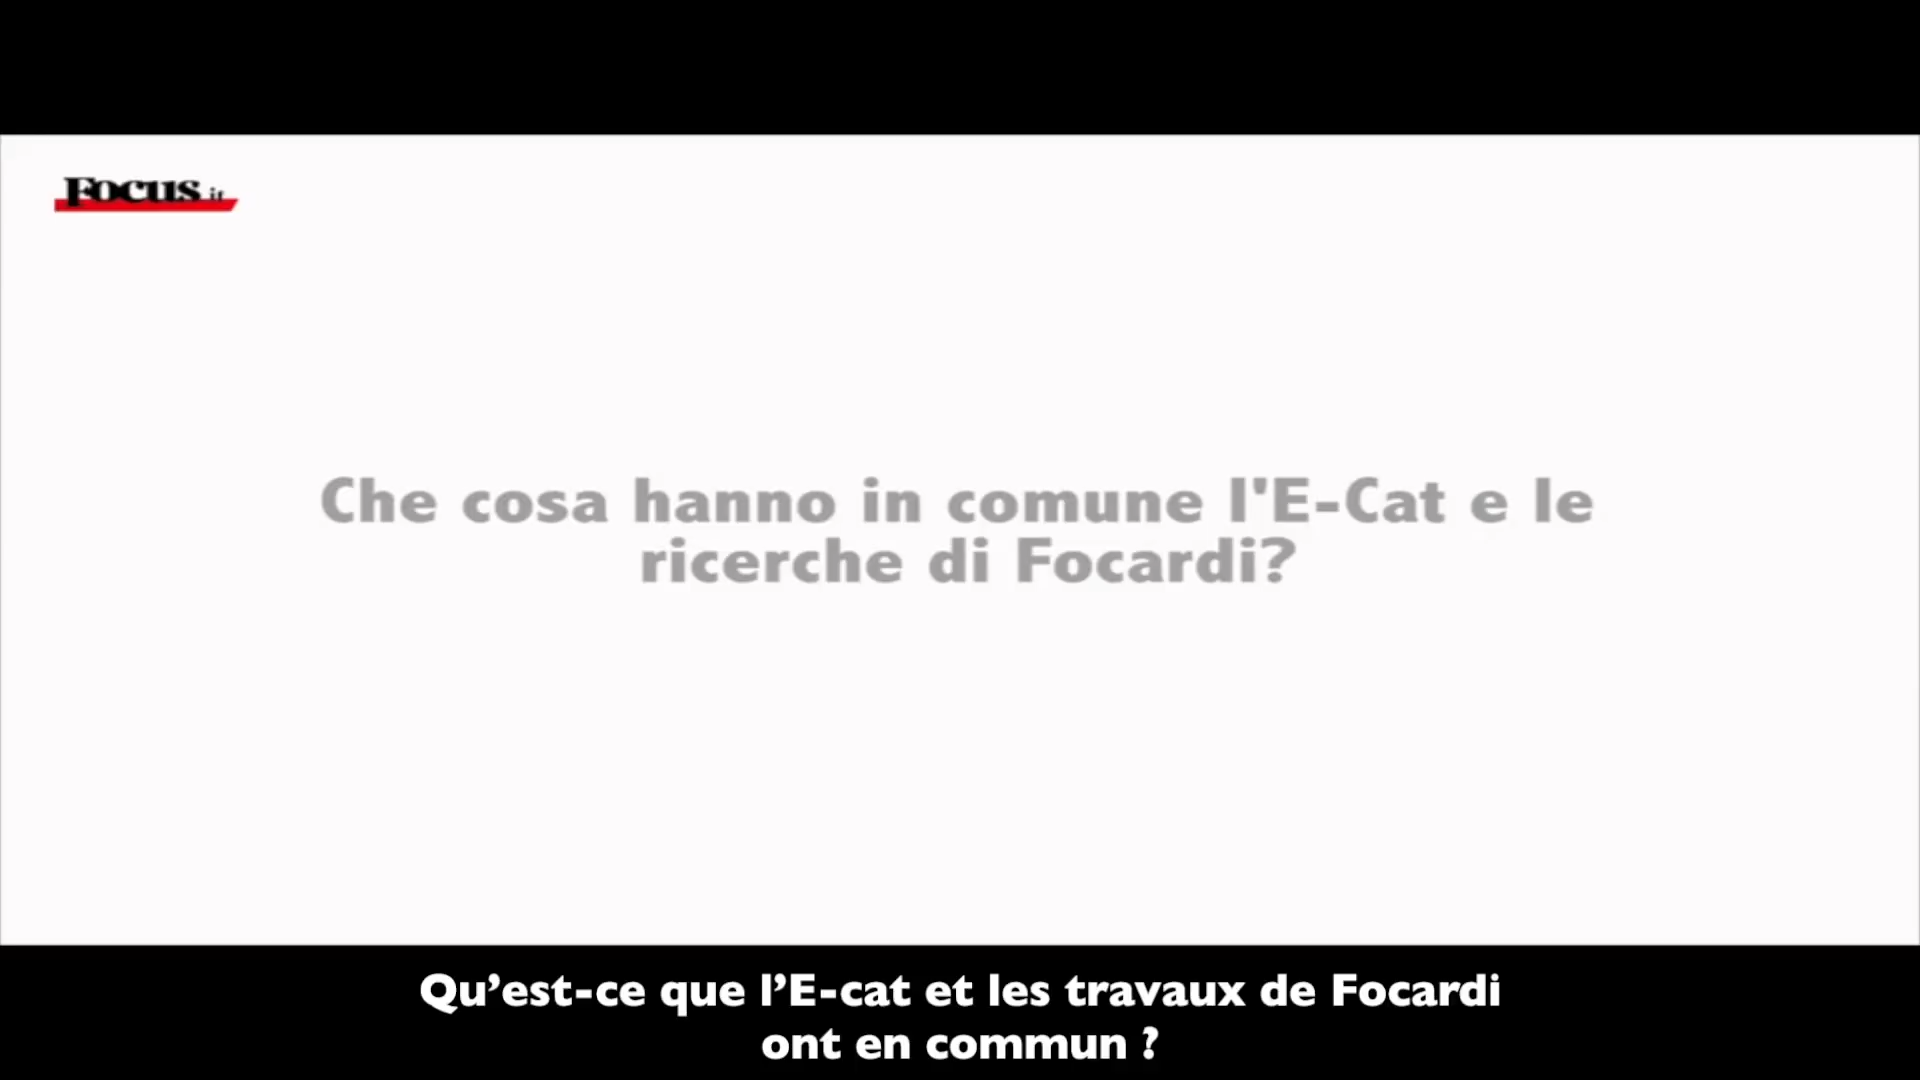 Focus.it
Che cosa hanno in comune l'E-Cat e le
ricerche di Focardi?
Qu’est-ce que l’E-cat et les travaux de Focardi
ont en commun ?